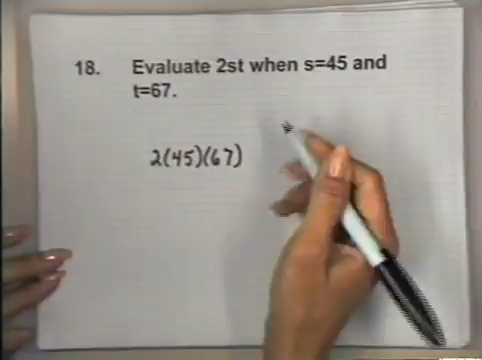 18. Evaluate 2st when s=45 and
t=67.
2(45)(67)